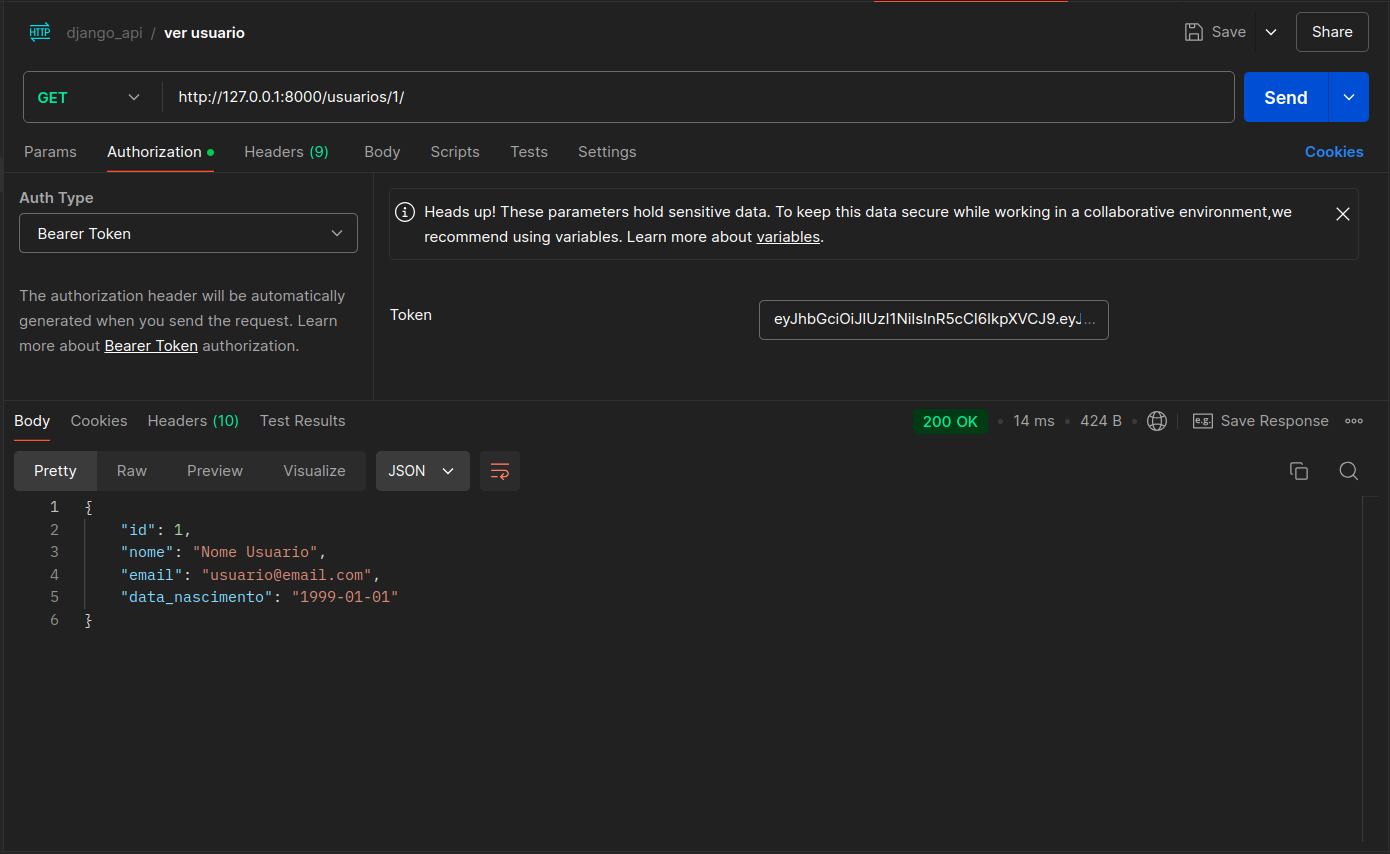 HTTP django_api / ver usuario Save Share
GET http://127.0.0.1:8000/usuarios/1/ Send
Params Authorization Headers (9) Body Scripts Tests Settings Cookies
Auth Type
Bearer Token
The authorization header will be automatically
generated when you send the request. Learn
more about Bearer Token authorization.
Heads up! These parameters hold sensitive data. To keep this data secure while working in a collaborative environment,we
recommend using variables. Learn more about variables.
Token eyJhbGciOiJIUzI1NiIsInR5cCI6IkpXVCJ9.eyJ...
Body Cookies Headers (10) Test Results 200 OK • 14 ms • 424 B • e.g. Save Response
Pretty Raw Preview Visualize JSON
1 {
2 "id": 1,
3 "nome": "Nome Usuario",
4 "email": "usuario@email.com",
5 "data_nascimento": "1999-01-01"
6 }